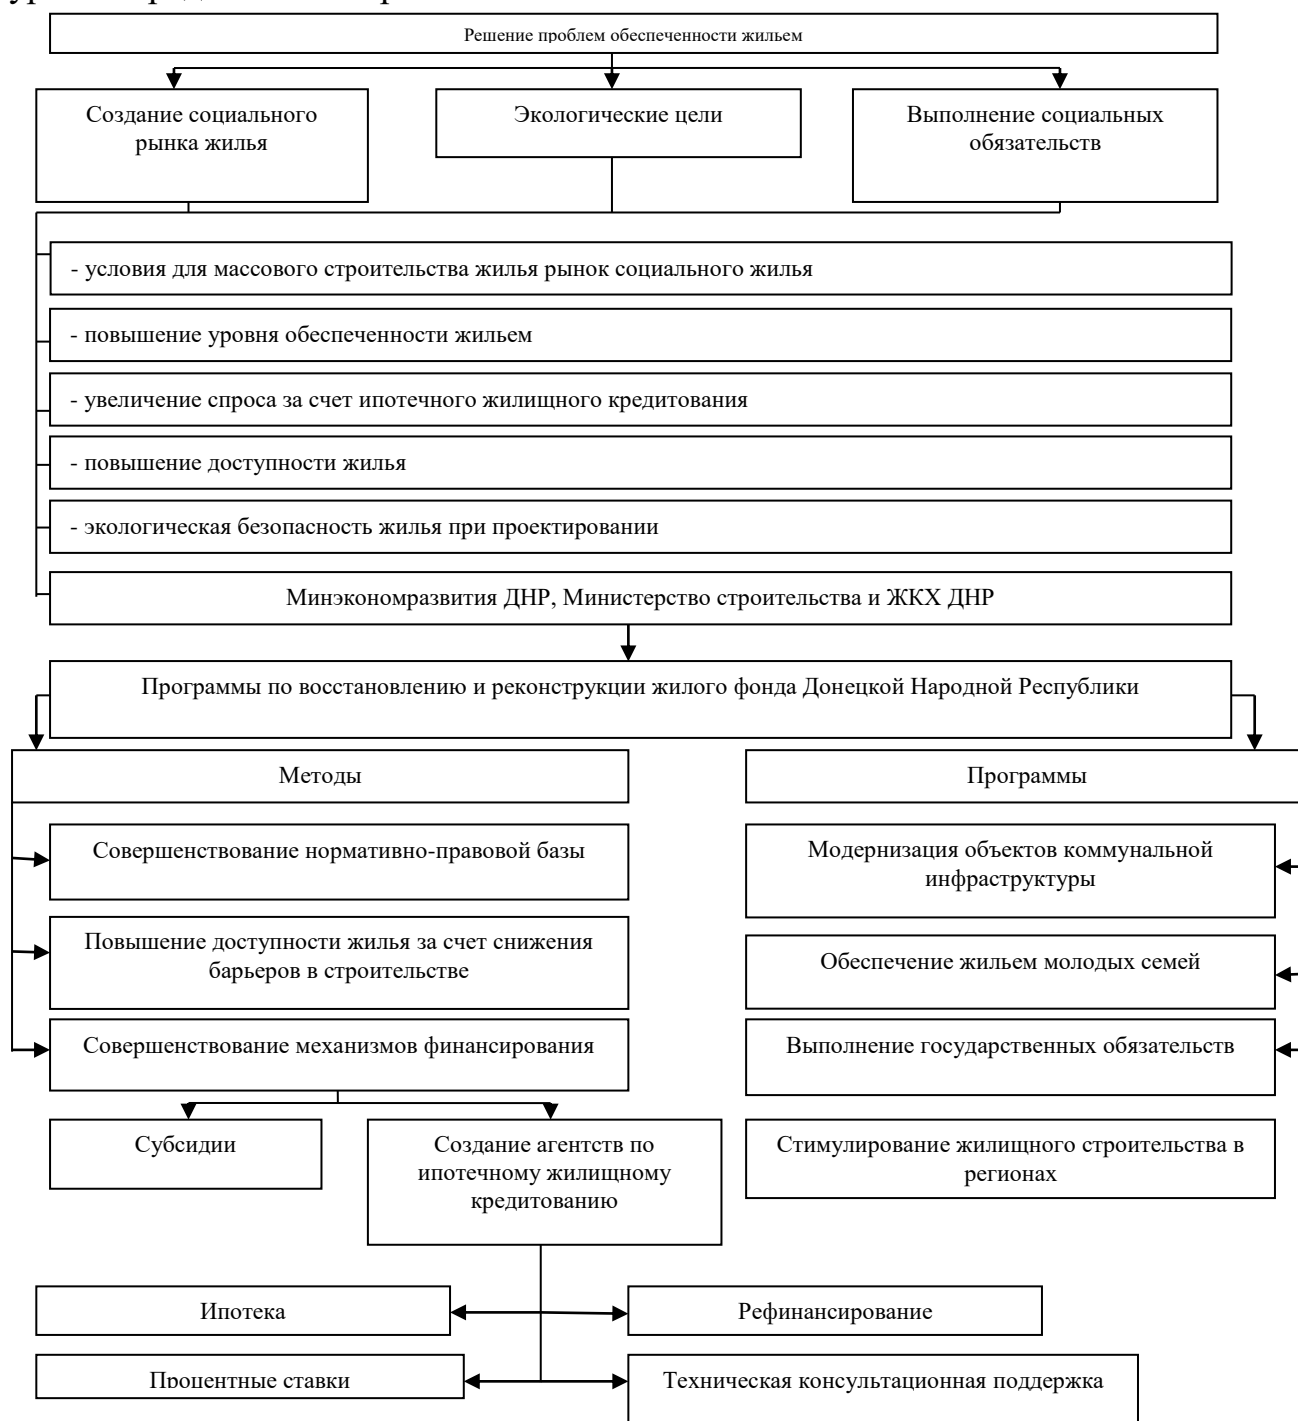 Решение проблем обеспеченности жильем
Создание социального
рынка жилья
Экологические цели
Выполнение социальных
обязательств
- условия для массового строительства жилья рынок социального жилья
- повышение уровня обеспеченности жильем
- увеличение спроса за счет ипотечного жилищного кредитования
- повышение доступности жилья
- экологическая безопасность жилья при проектировании
Минэкономразвития ДНР, Министерство строительства и ЖКХ ДНР
Программы по восстановлению и реконструкции жилого фонда Донецкой Народной Республики
Методы
Программы
Совершенствование нормативно-правовой базы
Модернизация объектов коммунальной
инфраструктуры
Повышение доступности жилья за счет снижения
барьеров в строительстве
Обеспечение жильем молодых семей
Совершенствование механизмов финансирования
Выполнение государственных обязательств
Субсидии
Создание агентств по
ипотечному жилищному
кредитованию
Стимулирование жилищного строительства в
регионах
Ипотека
Рефинансирование
Процентные ставки
Техническая консультационная поддержка